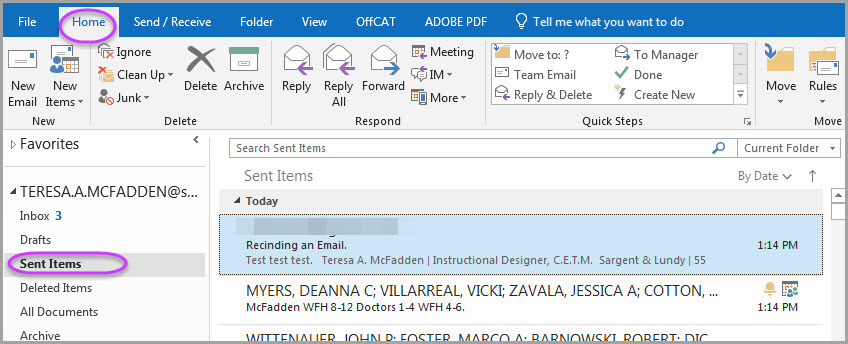 File Home Send / Receive Folder View OffCAT ADOBE PDF Tell me what you want to do
New Email
New Items
New
Ignore
Clean Up
Junk
Delete
Archive
Delete
Reply
Reply All
Forward
Meeting
IM
More
Respond
Move to: ?
Team Email
Reply & Delete
To Manager
Done
Create New
Quick Steps
Move
Rules
Move
Favorites
TERESA.A.MCFADDEN@s...
Inbox 3
Drafts
Sent Items
Deleted Items
All Documents
Archive
Search Sent Items
Current Folder
Sent Items By Date
Today
Recinding an Email. 1:14 PM
Test test test. Teresa A. McFadden | Instructional Designer, C.E.T.M. Sargent & Lundy | 55
MYERS, DEANNA C; VILLARREAL, VICKI; ZAVALA, JESSICA A; COTTON, ...
McFadden WFH 8-12 Doctors 1-4 WFH 4-6. 1:14 PM
WITTENAUER, JOHN P; FOSTER, MARCO A; BARNOWSKI, ROBERT; DIC